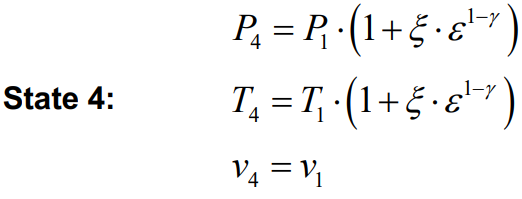 P₄ = P₁ · (1 + ξ · ε^{1−γ})
State 4: T₄ = T₁ · (1 + ξ · ε^{1−γ})
v₄ = v₁